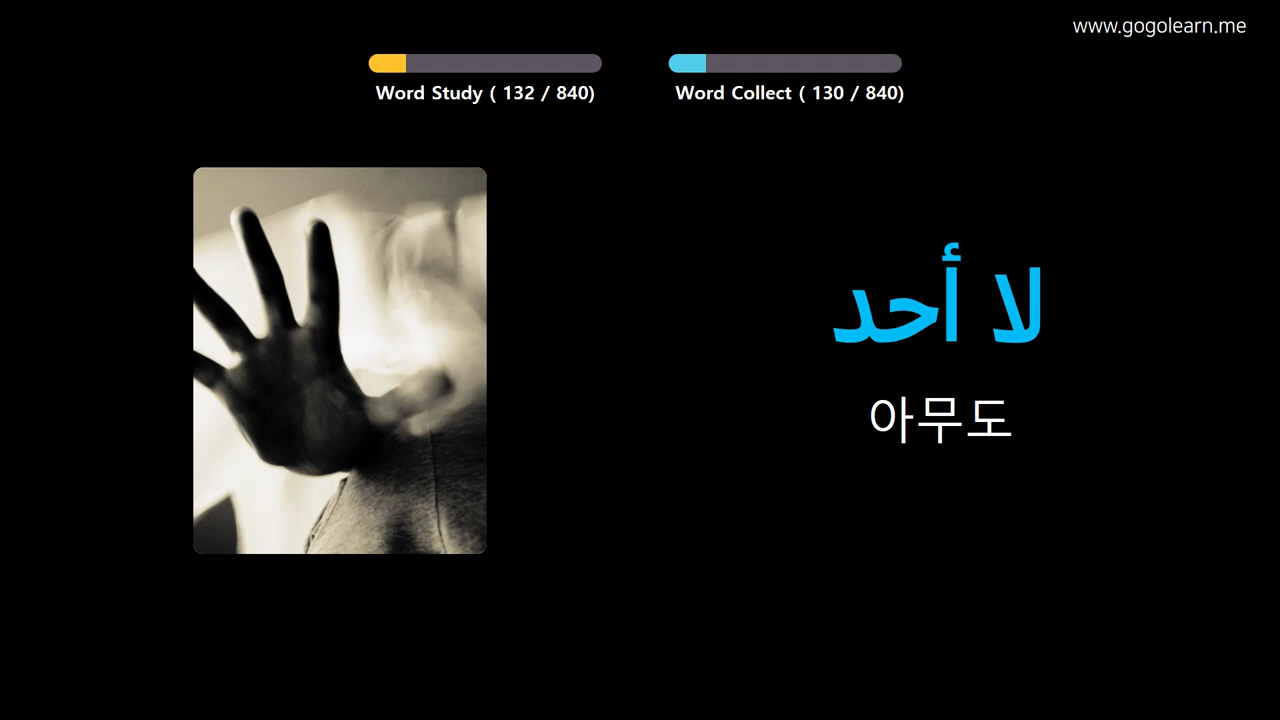 www.gogolearn.me
Word Study ( 132 / 840)
Word Collect ( 130 / 840)
لا أحد
아무도